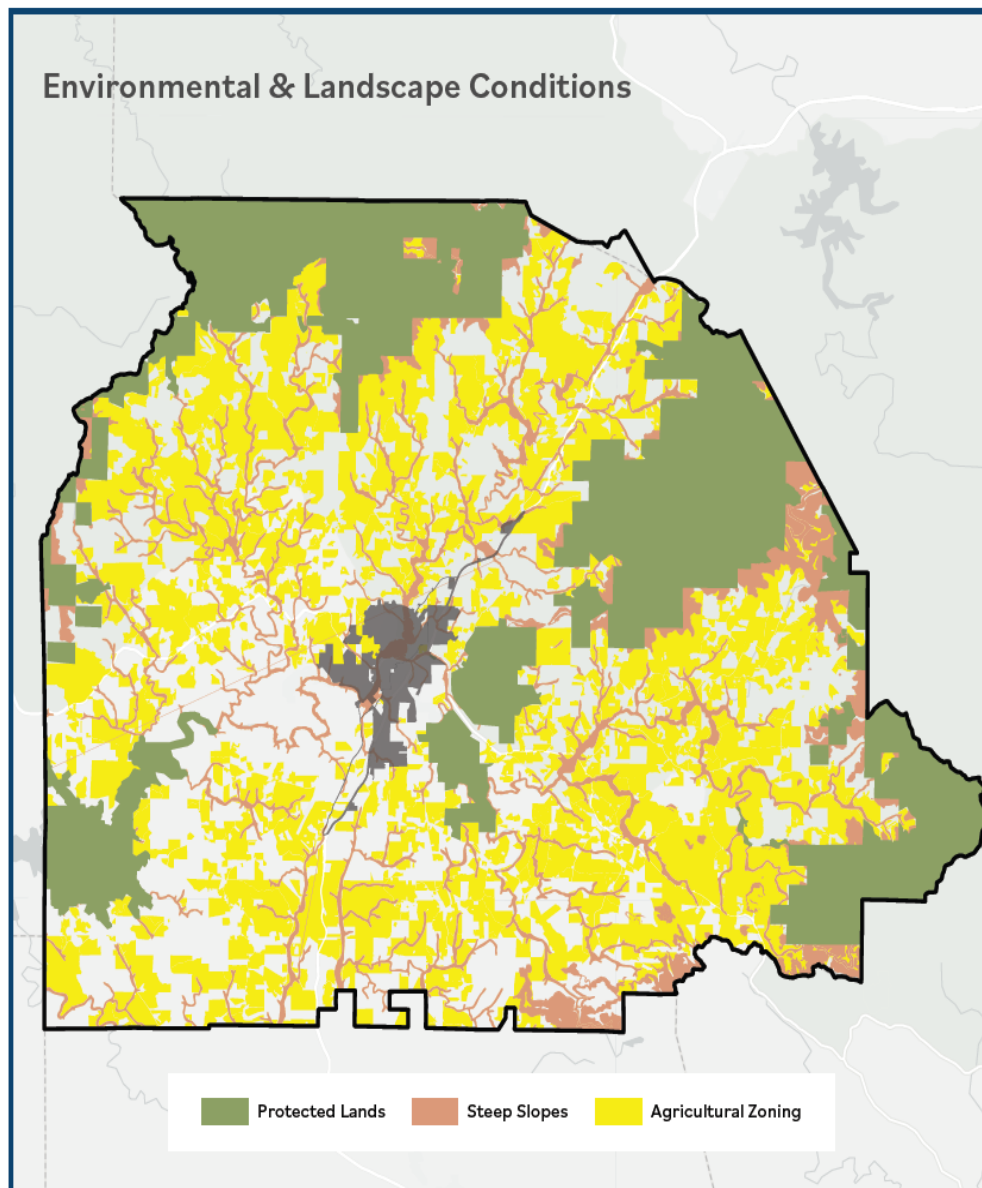 Environmental & Landscape Conditions
Protected Lands
Steep Slopes
Agricultural Zoning